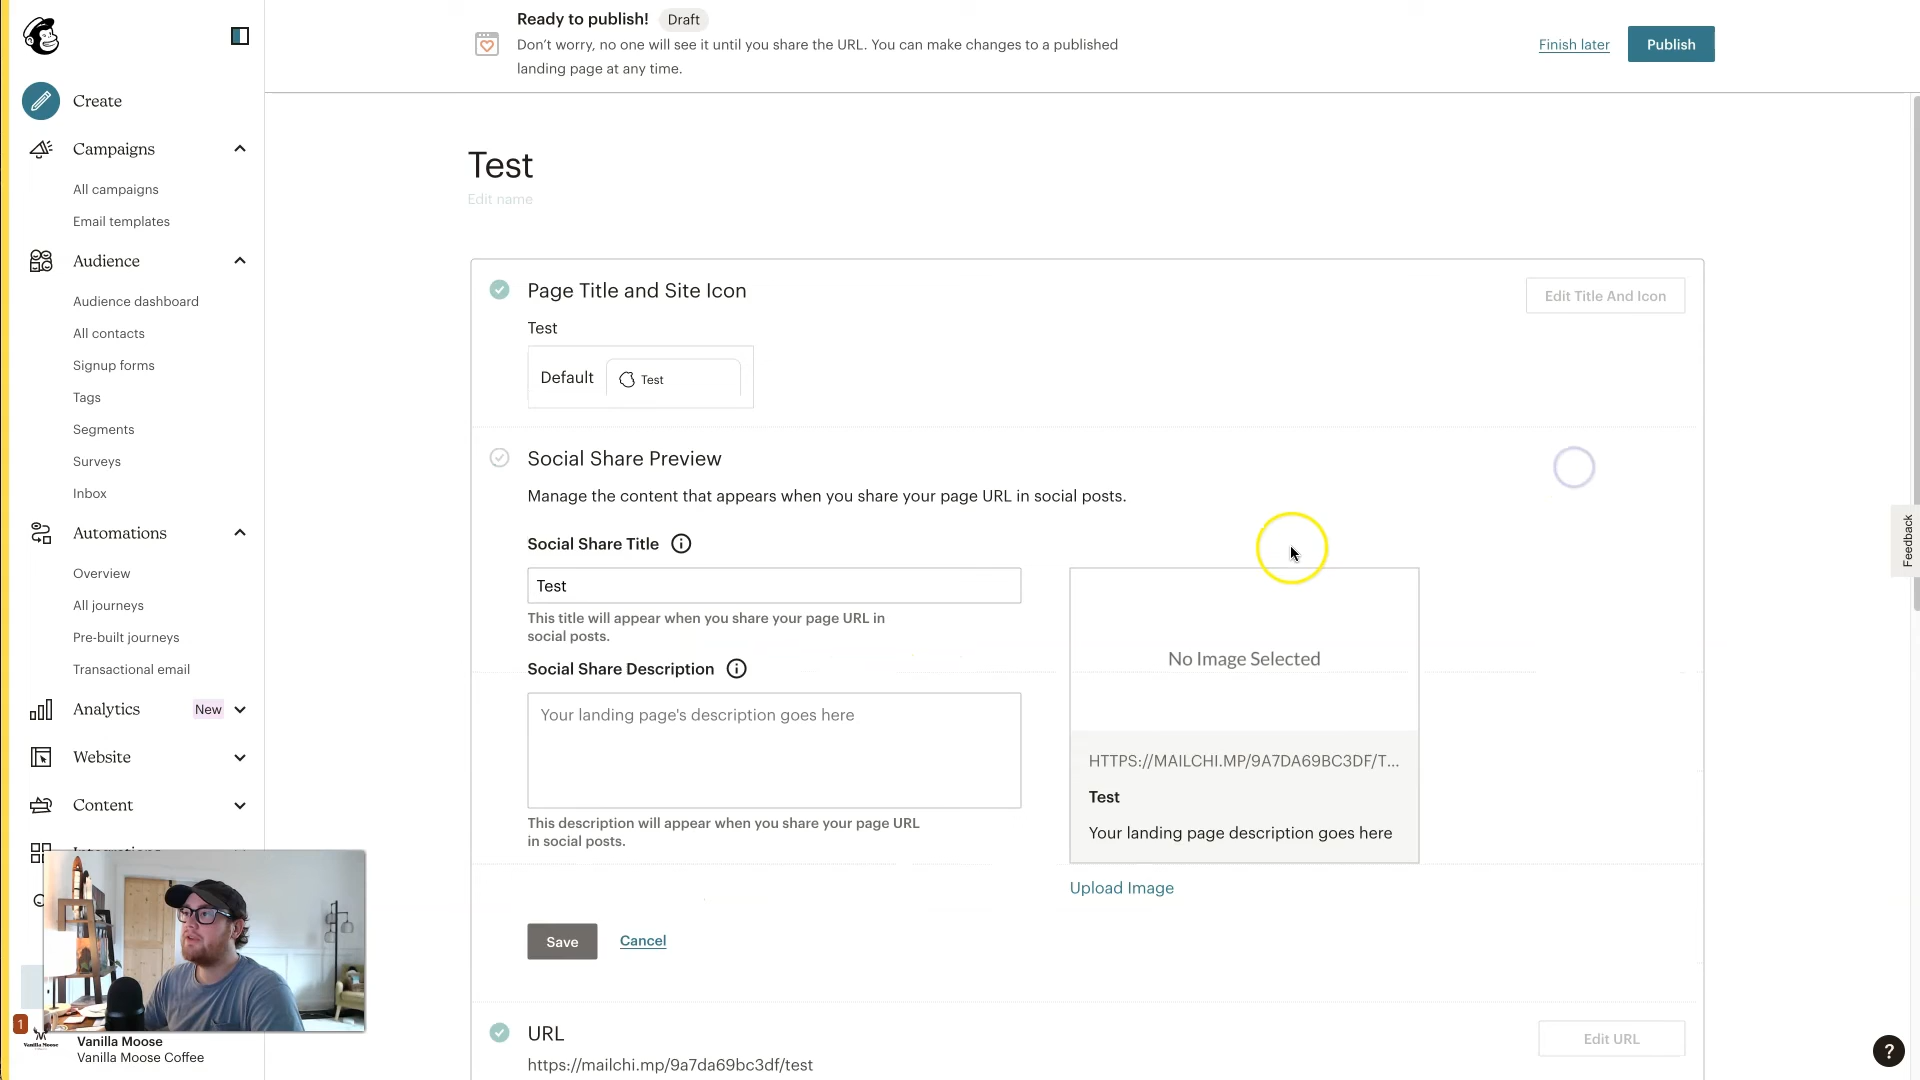 Ready to publish! Draft
Don't worry, no one will see it until you share the URL. You can make changes to a published
landing page at any time.
Finish later
Publish
Create
Campaigns
All campaigns
Email templates
Audience
Audience dashboard
All contacts
Signup forms
Tags
Segments
Surveys
Inbox
Automations
Overview
All journeys
Pre-built journeys
Transactional email
Analytics New
Website
Content
1
Vanilla Moose
Vanilla Moose Coffee
Test
Edit name
Page Title and Site Icon
Edit Title And Icon
Test
Default Test
Social Share Preview
Manage the content that appears when you share your page URL in social posts.
Social Share Title
Test
This title will appear when you share your page URL in
social posts.
Social Share Description
Your landing page's description goes here
This description will appear when you share your page URL
in social posts.
No Image Selected
HTTPS://MAILCHI.MP/9A7DA69BC3DF/T...
Test
Your landing page description goes here
Upload Image
Save
Cancel
URL
Edit URL
https://mailchi.mp/9a7da69bc3df/test
Feedback
?